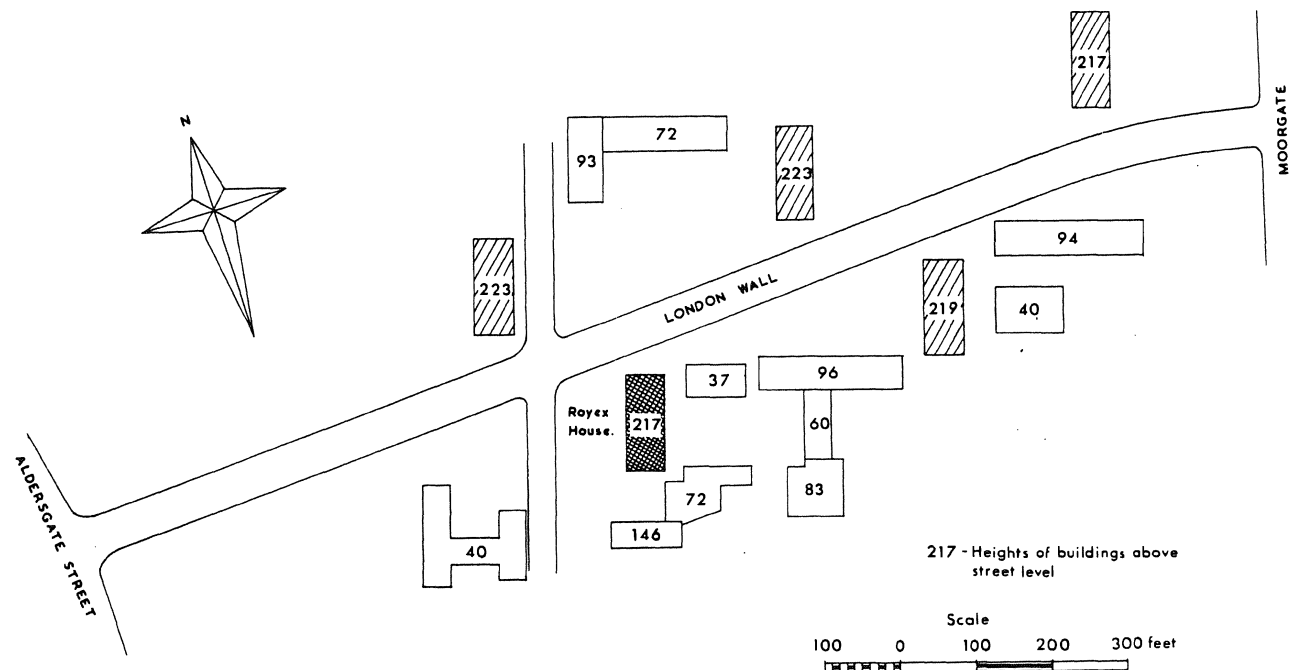 N
217
MOORGATE
72
93
223
94
223
LONDON WALL
219
40
37
96
Royex
House.
217
60
ALDERSGATE STREET
72
83
146
40
217 - Heights of buildings above
street level
Scale
100 0 100 200 300 feet